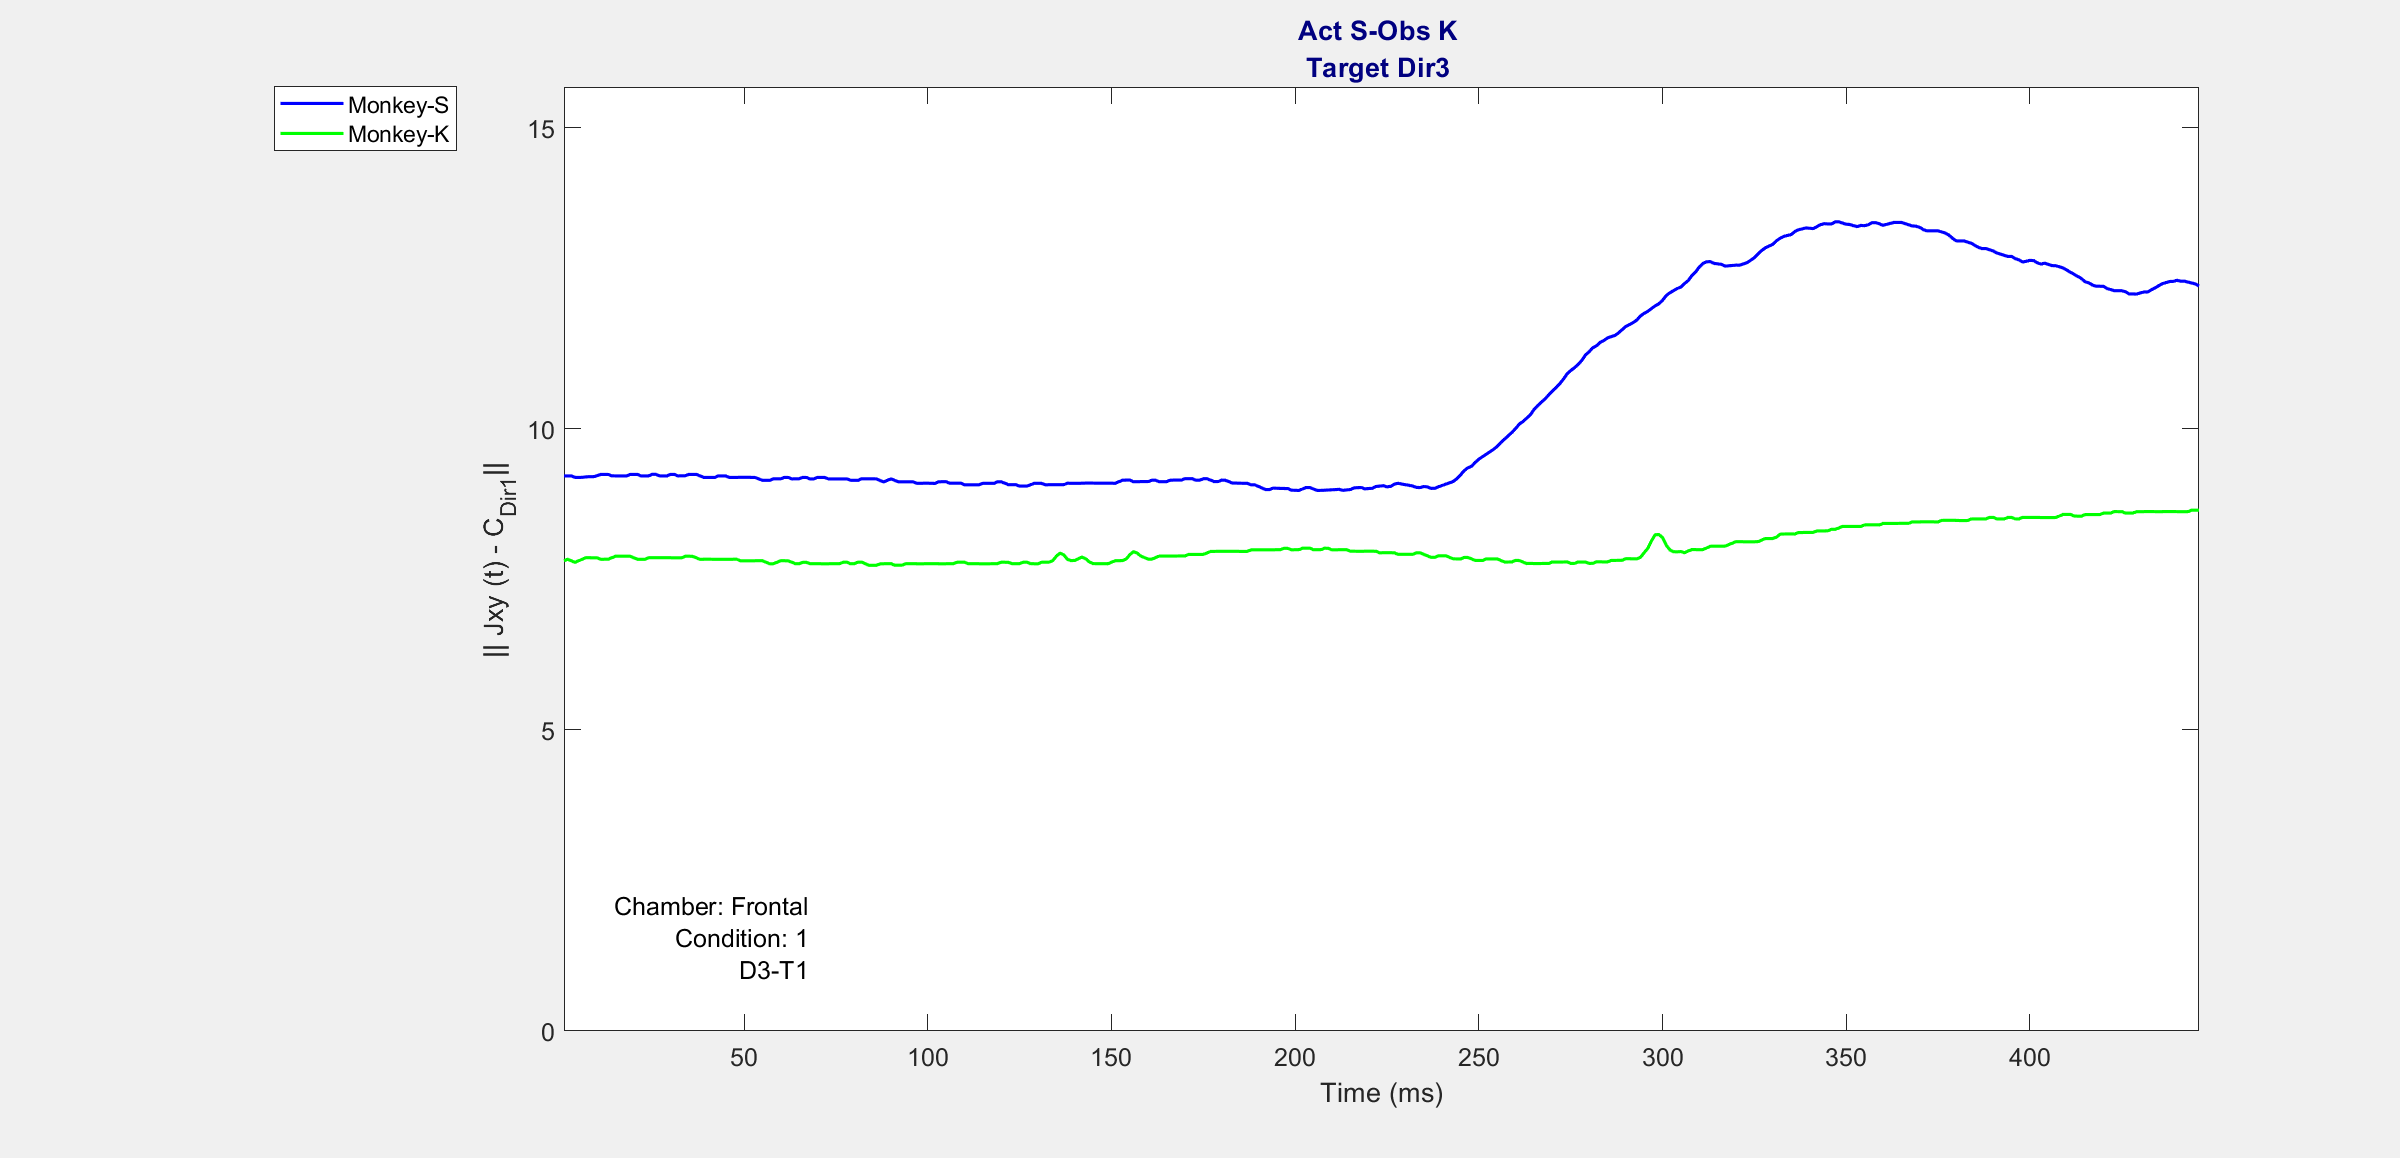 Act S-Obs K
Target Dir3
Monkey-S
Monkey-K
15
10
5
0
|| Jxy (t) - C_Dir1||
Chamber: Frontal
Condition: 1
D3-T1
50 100 150 200 250 300 350 400
Time (ms)